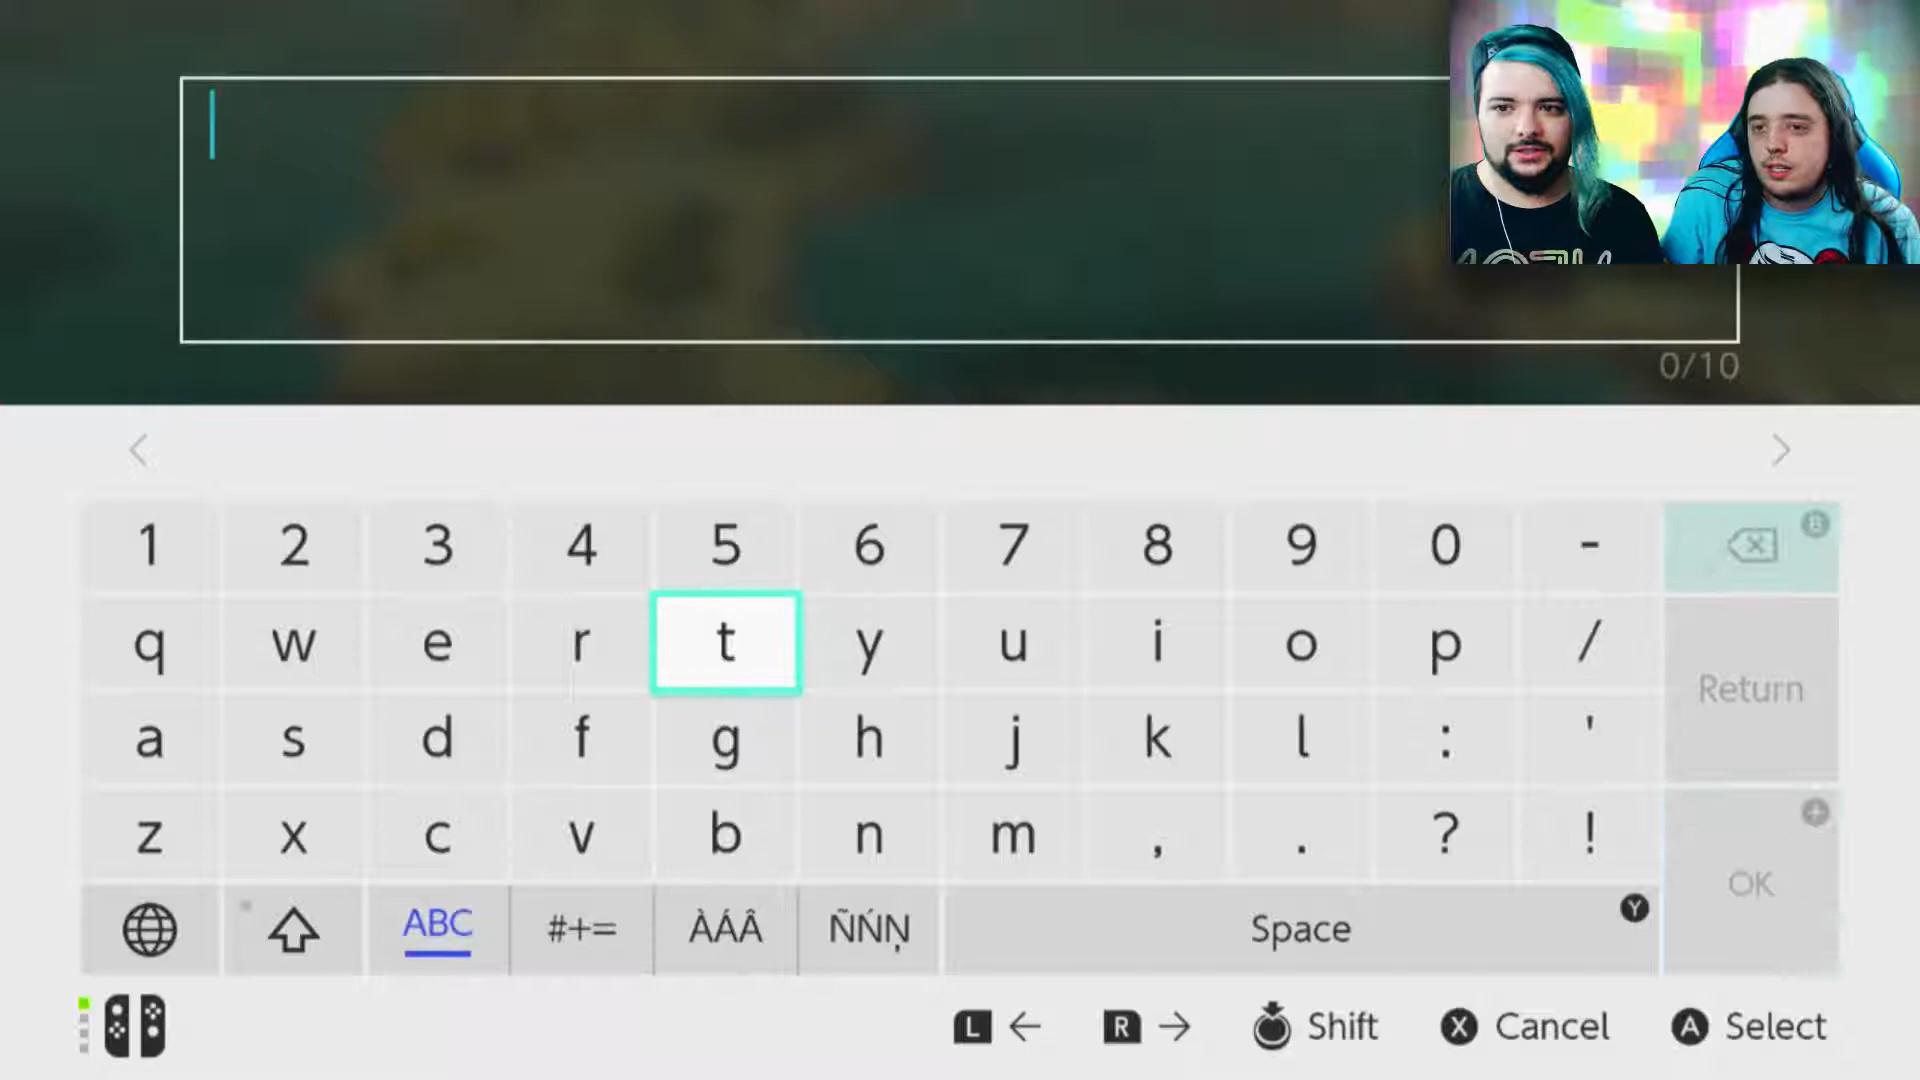 0/10
1 2 3 4 5 6 7 8 9 0 - B
q w e r t y u i o p /
Return
a s d f g h j k l : '
z x c v b n m , . ? ! +
OK
ABC #+= ÀÁÂ ÑŃŅ Space Y
L ← R → Shift X Cancel A Select